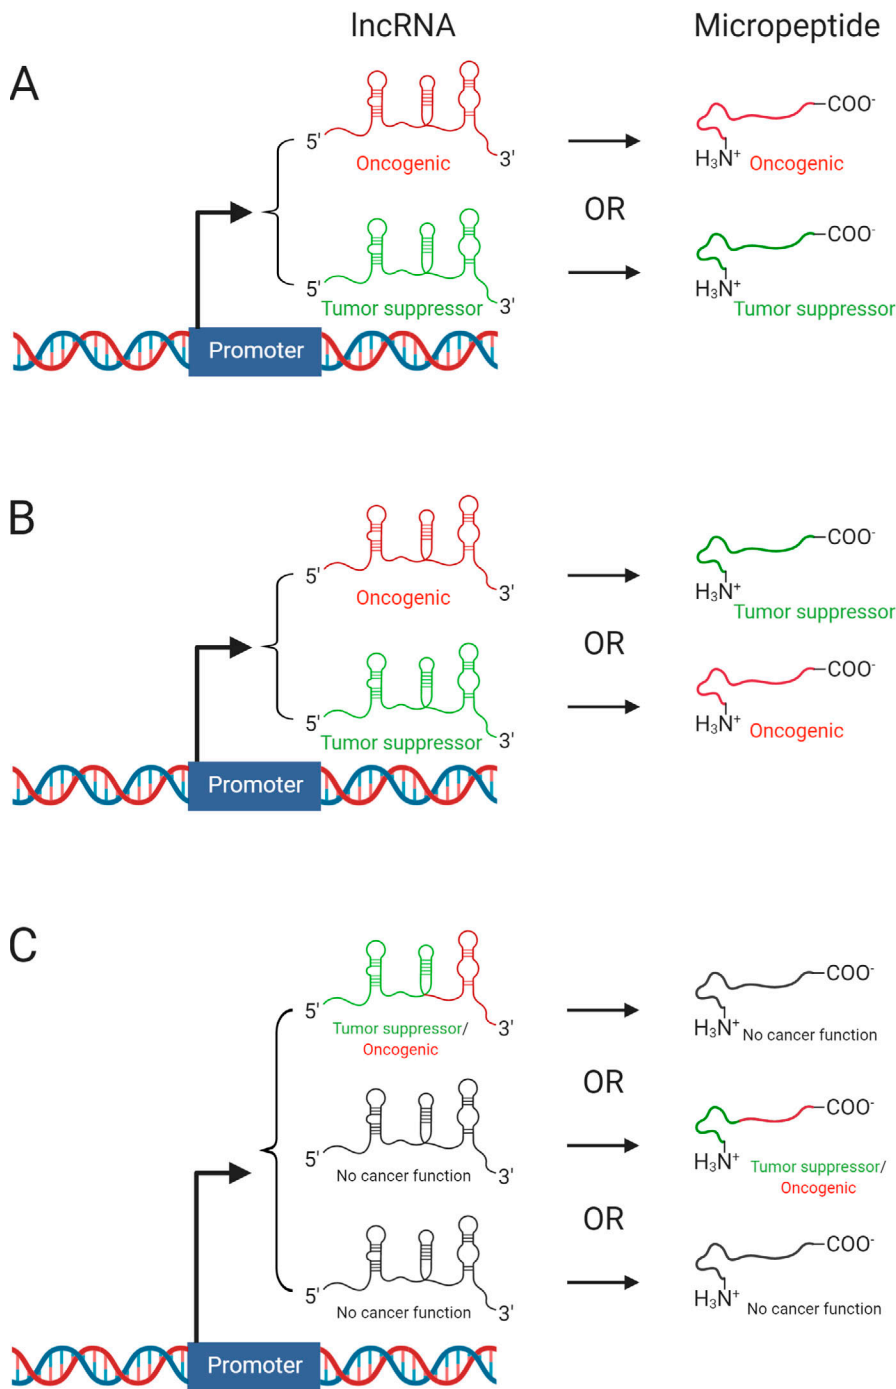 lncRNA
Micropeptide
A
5'
3'
Oncogenic
COO⁻
H₃N⁺
Oncogenic
OR
5'
3'
Tumor suppressor
COO⁻
H₃N⁺
Tumor suppressor
Promoter
B
5'
3'
Oncogenic
COO⁻
H₃N⁺
Tumor suppressor
OR
5'
3'
Tumor suppressor
COO⁻
H₃N⁺
Oncogenic
Promoter
C
5'
3'
Tumor suppressor/
Oncogenic
COO⁻
H₃N⁺
No cancer function
OR
5'
3'
No cancer function
COO⁻
H₃N⁺
Tumor suppressor/
Oncogenic
OR
5'
3'
No cancer function
COO⁻
H₃N⁺
No cancer function
Promoter